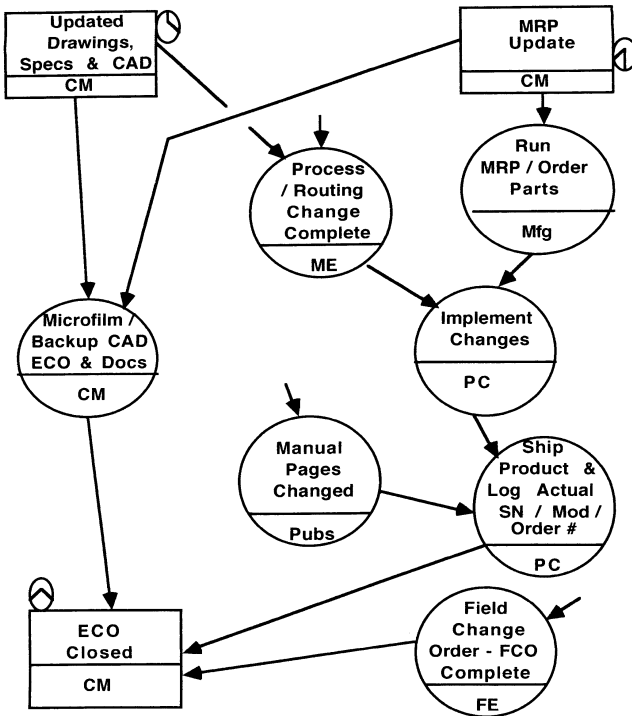 Updated
Drawings,
Specs & CAD
CM
MRP
Update
CM
Process
/ Routing
Change
Complete
ME
Run
MRP / Order
Parts
Mfg
Microfilm /
Backup CAD
ECO & Docs
CM
Implement
Changes
PC
Manual
Pages
Changed
Pubs
Ship
Product &
Log Actual
SN / Mod /
Order #
PC
ECO
Closed
CM
Field
Change
Order - FCO
Complete
FE